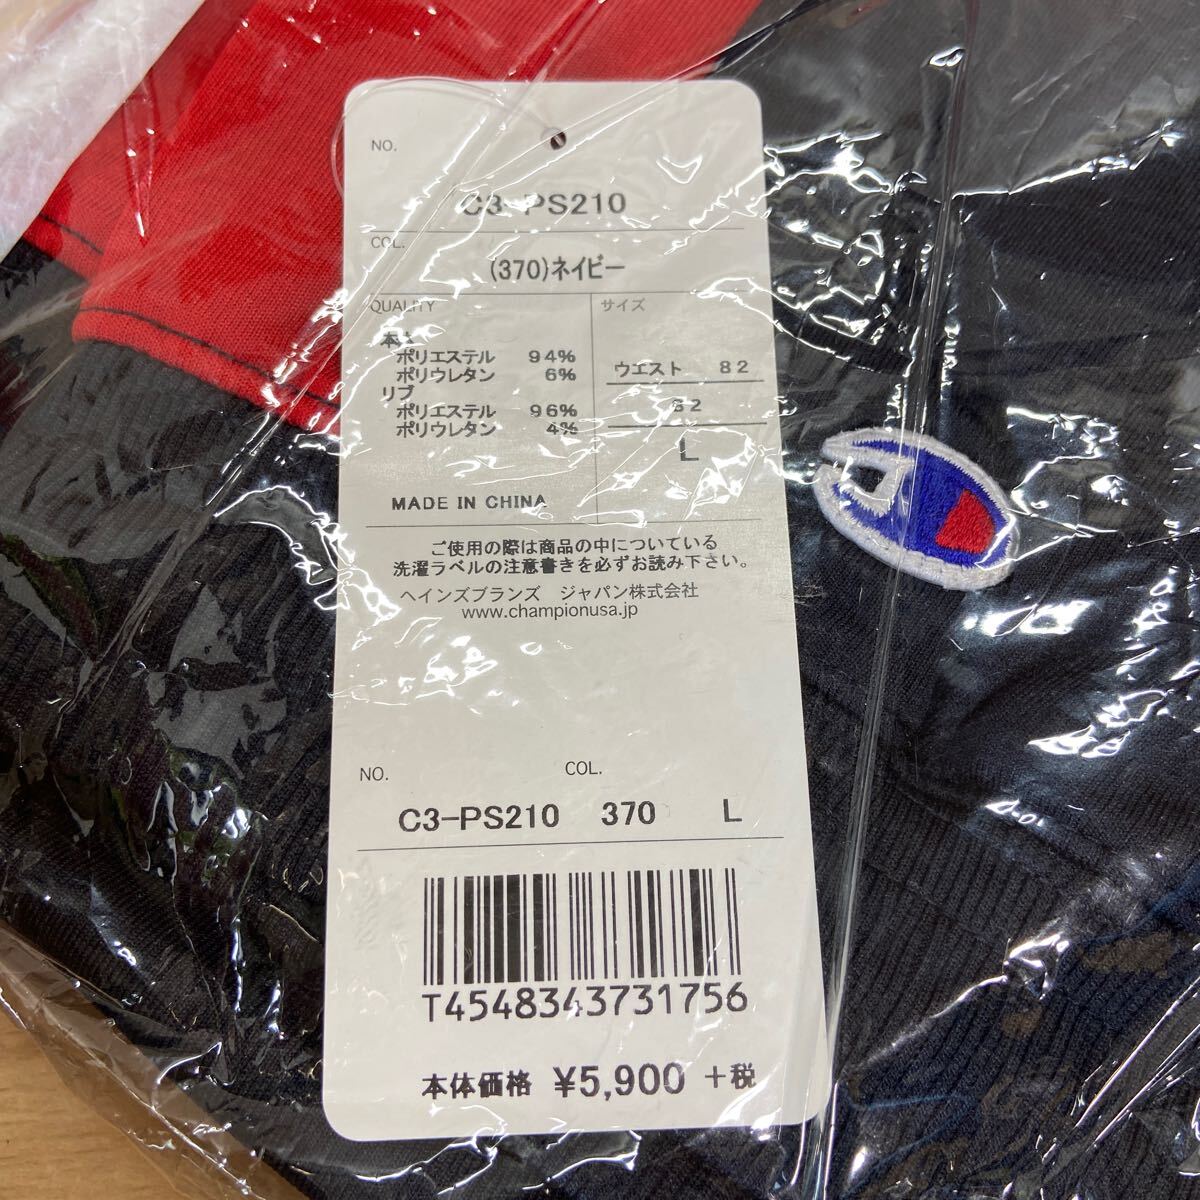 NO.
C3-PS210
COL.
(370)ネイビー
QUALITY
サイズ
ポリエステル 94%
ポリウレタン 6%
リブ
ポリエステル 96%
ポリウレタン 4%
ウエスト 82
82
L
MADE IN CHINA
ご使用の際は商品の中についている
洗濯ラベルの注意書きを必ずお読み下さい。
ヘインズブランズ ジャパン株式会社
www.championusa.jp
NO. COL.
C3-PS210 370 L
T4548343731756
本体価格 ¥5,900 +税